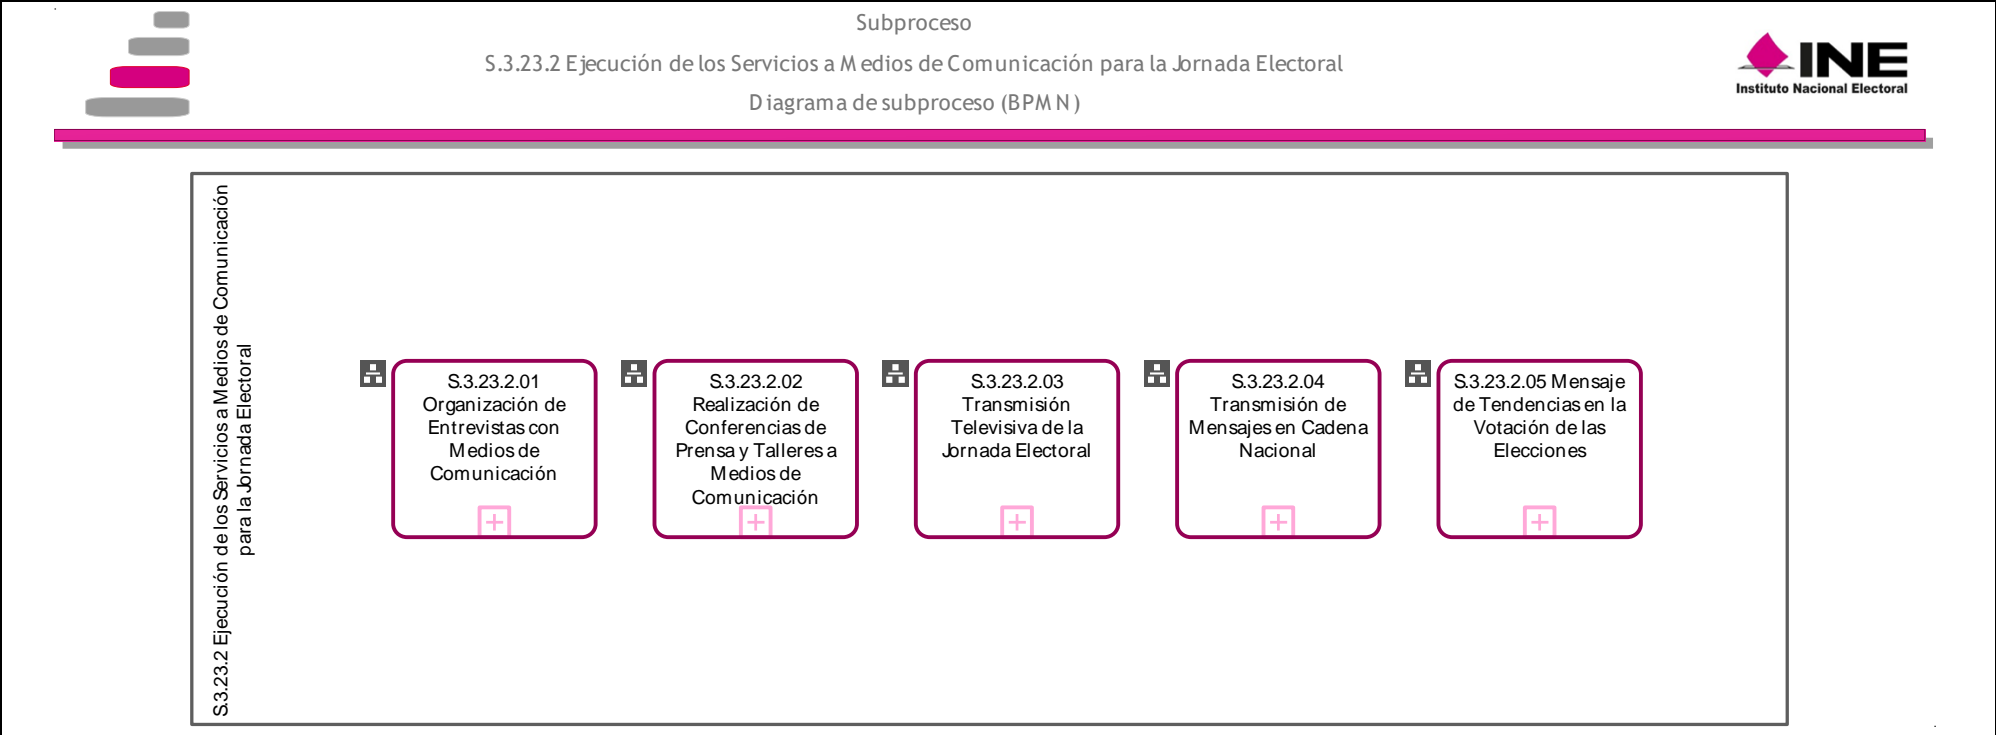 Subproceso
S.3.23.2 Ejecución de los Servicios a Medios de Comunicación para la Jornada Electoral
Diagrama de subproceso (BPMN)
INE
Instituto Nacional Electoral
S.3.23.2 Ejecución de los Servicios a Medios de Comunicación
para la Jornada Electoral
S.3.23.2.01
Organización de
Entrevistas con
Medios de
Comunicación
S.3.23.2.02
Realización de
Conferencias de
Prensa y Talleres a
Medios de
Comunicación
S.3.23.2.03
Transmisión
Televisiva de la
Jornada Electoral
S.3.23.2.04
Transmisión de
Mensajes en Cadena
Nacional
S.3.23.2.05 Mensaje
de Tendencias en la
Votación de las
Elecciones